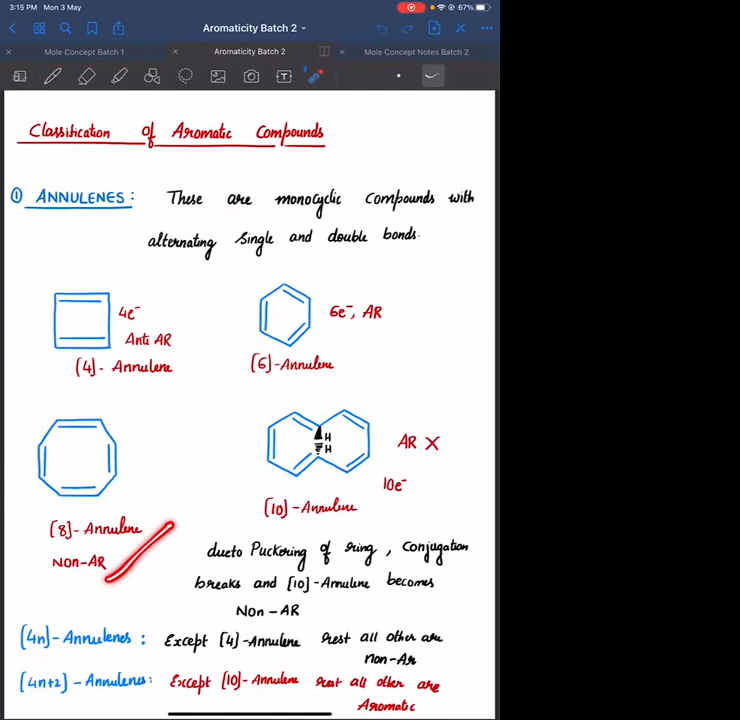 3:15 PM Mon 3 May
67%
Aromaticity Batch 2
Mole Concept Batch 1
Aromaticity Batch 2
Mole Concept Notes Batch 2
Classification of Aromatic Compounds
① ANNULENES: These are monocyclic compounds with
alternating single and double bonds.
4e⁻
Anti AR
[4]- Annulene
6e⁻, AR
[6]-Annulene
[8]-Annulene
Non-AR
H
H
AR X
10e⁻
[10]-Annulene
dueto Puckering of ring, Conjugation
breaks and [10]-Annulene becomes
Non-AR
[4n]-Annulenes: Except [4]-Annulene rest all other are
non-Ar
[4n+2]-Annulenes: Except [10]-Annulene rest all other are
Aromatic